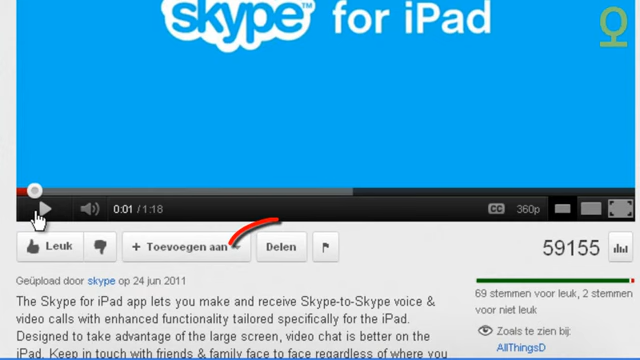 skype™ for iPad
0:01 / 1:18
CC 360p
Leuk
+ Toevoegen aan
Delen
59155
Geüpload door skype op 24 jun 2011
69 stemmen voor leuk, 2 stemmen
voor niet leuk
The Skype for iPad app lets you make and receive Skype-to-Skype voice &
video calls with enhanced functionality tailored specifically for the iPad.
Designed to take advantage of the large screen, video chat is better on
the iPad. Keep in touch with friends & family face to face regardless of where you
Zoals te zien bij:
AllThingsD